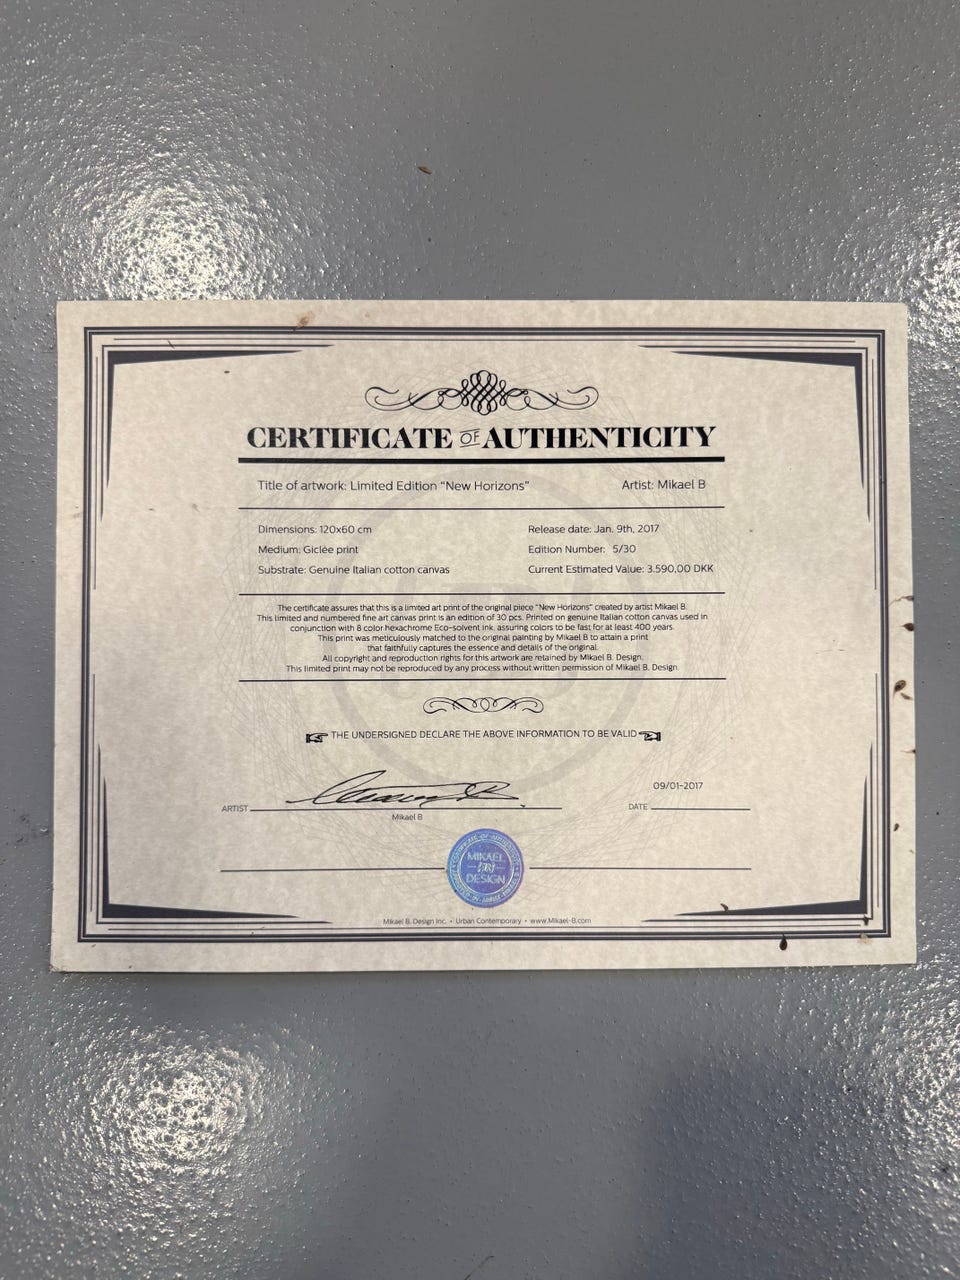 CERTIFICATE OF AUTHENTICITY
Title of artwork: Limited Edition “New Horizons”
Artist: Mikael B
Dimensions: 120x60 cm
Medium: Giclée print
Substrate: Genuine Italian cotton canvas
Release date: Jan. 9th, 2017
Edition Number: 5/30
Current Estimated Value: 3.590,00 DKK
The certificate assures that this is a limited art print of the original piece “New Horizons” created by artist Mikael B.
This limited and numbered fine art canvas print is an edition of 30 pcs. Printed on genuine Italian cotton canvas used in
conjunction with 8 color hexachrome Eco-solvent ink, assuring colors to be fast for at least 400 years.
This print was meticulously matched to the original painting by Mikael B to attain a print
that faithfully captures the essence and details of the original.
All copyright and reproduction rights for this artwork are retained by Mikael B. Design.
This limited print may not be reproduced by any process without written permission of Mikael B. Design.
THE UNDERSIGNED DECLARE THE ABOVE INFORMATION TO BE VALID
ARTIST
Mikael B
09/01-2017
DATE
MIKAEL
B
DESIGN
Mikael B. Design Inc. • Urban Contemporary • www.Mikael-B.com